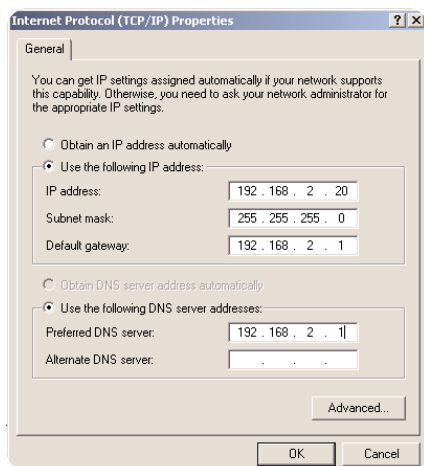 Internet Protocol (TCP/IP) Properties
General
You can get IP settings assigned automatically if your network supports
this capability. Otherwise, you need to ask your network administrator for
the appropriate IP settings.
Obtain an IP address automatically
Use the following IP address:
IP address: 192 . 168 . 2 . 20
Subnet mask: 255 . 255 . 255 . 0
Default gateway: 192 . 168 . 2 . 1
Obtain DNS server address automatically
Use the following DNS server addresses:
Preferred DNS server: 192 . 168 . 2 . 1
Alternate DNS server: . . .
Advanced...
OK Cancel